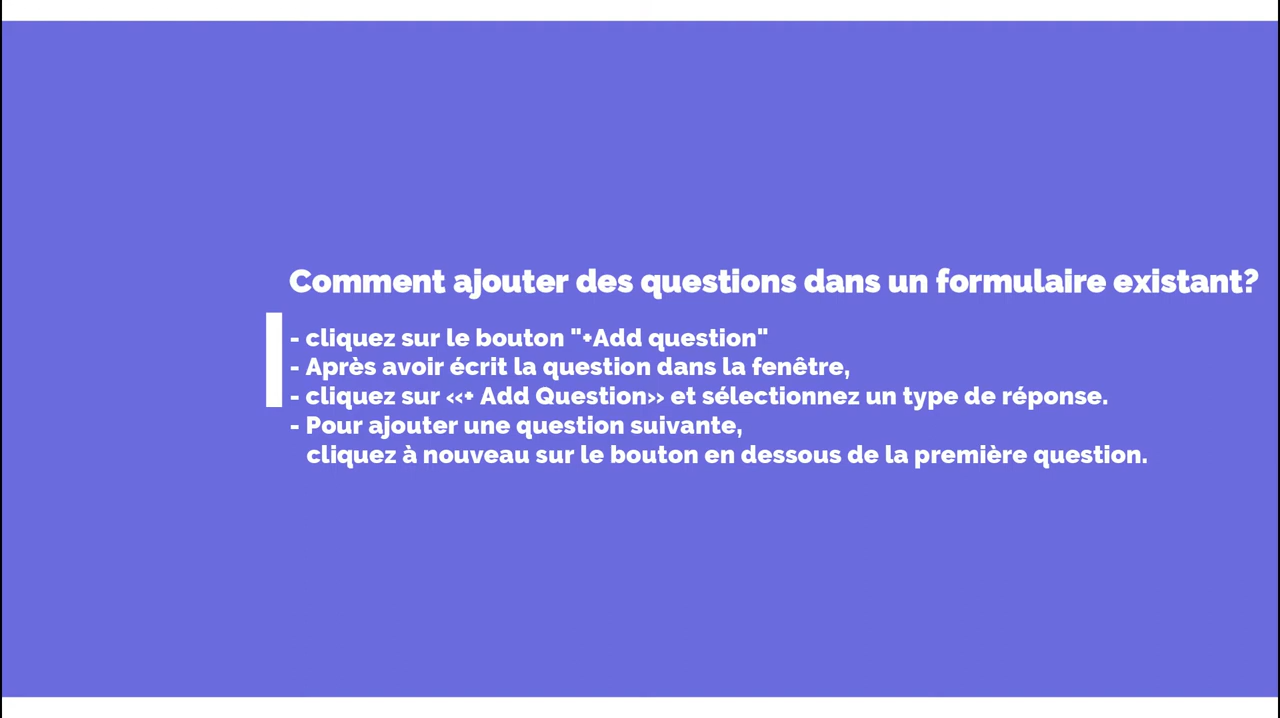 Comment ajouter des questions dans un formulaire existant?
- cliquez sur le bouton "+Add question"
- Après avoir écrit la question dans la fenêtre,
- cliquez sur «+ Add Question» et sélectionnez un type de réponse.
- Pour ajouter une question suivante,
cliquez à nouveau sur le bouton en dessous de la première question.